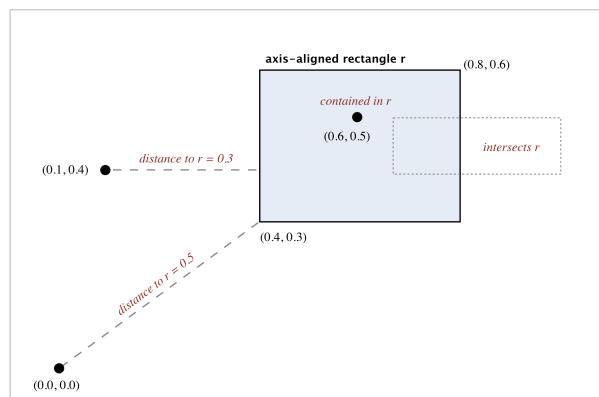 axis-aligned rectangle r
(0.8, 0.6)
contained in r
(0.6, 0.5)
intersects r
distance to r = 0.3
(0.1, 0.4)
(0.4, 0.3)
distance to r = 0.5
(0.0, 0.0)